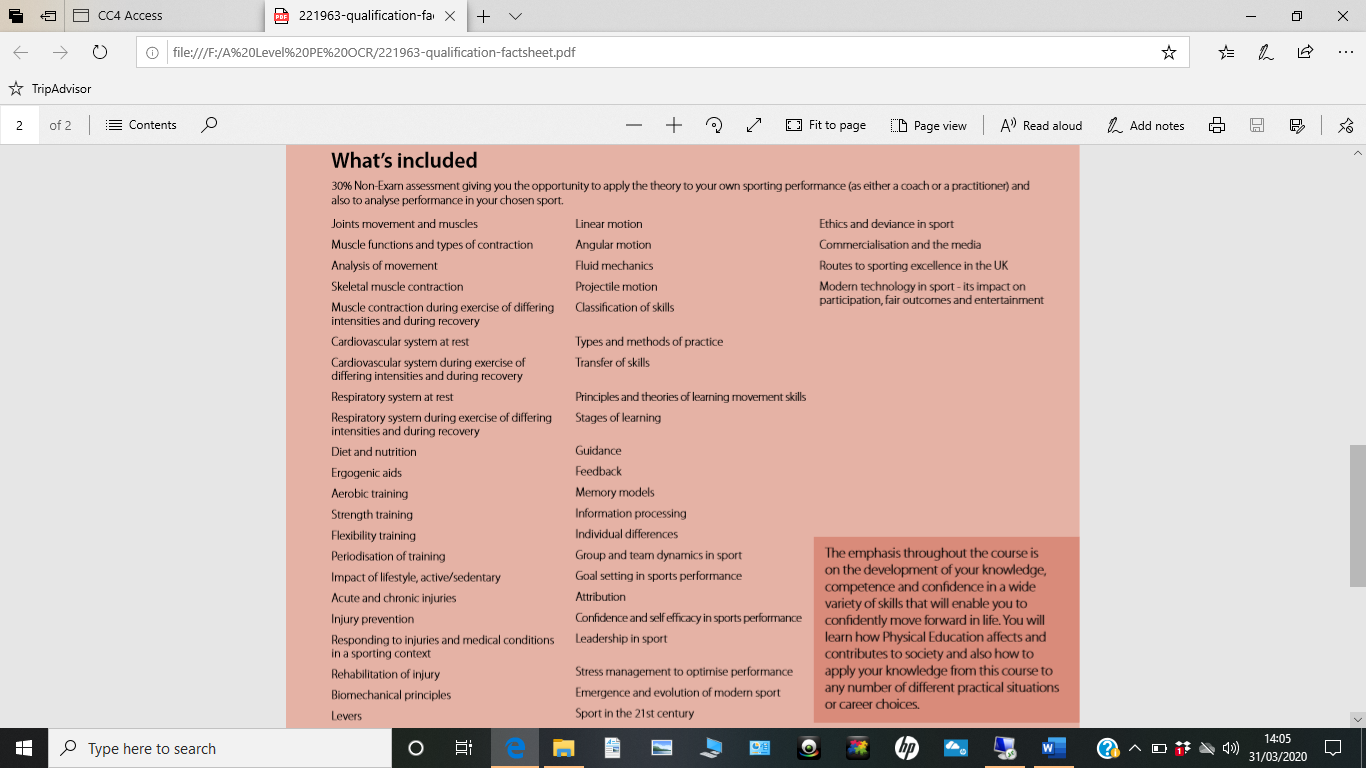 CC4 Access
221963-qualification-fa
file:///F:/A%20Level%20PE%20OCR/221963-qualification-factsheet.pdf
TripAdvisor
2 of 2 Contents Fit to page Page view Read aloud Add notes
What's included
30% Non-Exam assessment giving you the opportunity to apply the theory to your own sporting performance (as either a coach or a practitioner) and
also to analyse performance in your chosen sport.
Joints movement and muscles
Muscle functions and types of contraction
Analysis of movement
Skeletal muscle contraction
Muscle contraction during exercise of differing
intensities and during recovery
Cardiovascular system at rest
Cardiovascular system during exercise of
differing intensities and during recovery
Respiratory system at rest
Respiratory system during exercise of differing
intensities and during recovery
Diet and nutrition
Ergogenic aids
Aerobic training
Strength training
Flexibility training
Periodisation of training
Impact of lifestyle, active/sedentary
Acute and chronic injuries
Injury prevention
Responding to injuries and medical conditions
in a sporting context
Rehabilitation of injury
Biomechanical principles
Levers
Linear motion
Angular motion
Fluid mechanics
Projectile motion
Classification of skills
Types and methods of practice
Transfer of skills
Principles and theories of learning movement skills
Stages of learning
Guidance
Feedback
Memory models
Information processing
Individual differences
Group and team dynamics in sport
Goal setting in sports performance
Attribution
Confidence and self efficacy in sports performance
Leadership in sport
Stress management to optimise performance
Emergence and evolution of modern sport
Sport in the 21st century
Ethics and deviance in sport
Commercialisation and the media
Routes to sporting excellence in the UK
Modern technology in sport - its impact on
participation, fair outcomes and entertainment
The emphasis throughout the course is
on the development of your knowledge,
competence and confidence in a wide
variety of skills that will enable you to
confidently move forward in life. You will
learn how Physical Education affects and
contributes to society and also how to
apply your knowledge from this course to
any number of different practical situations
or career choices.
Type here to search
14:05
31/03/2020